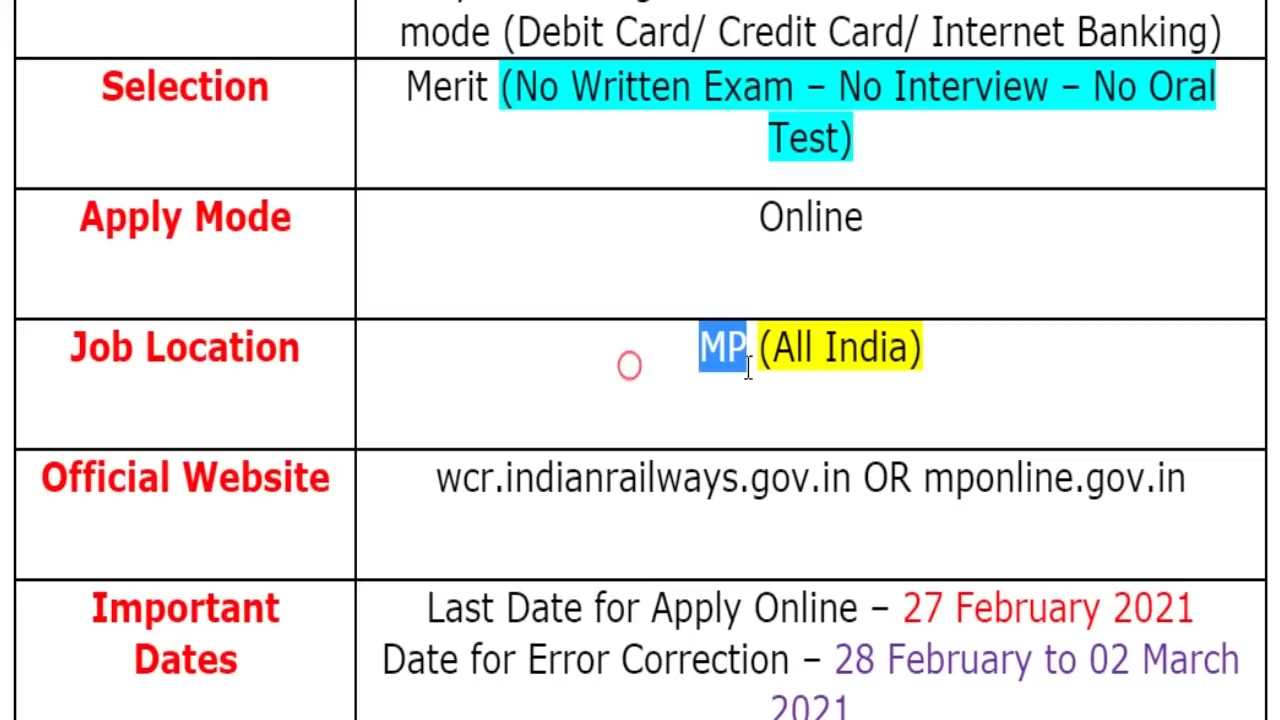 mode (Debit Card/ Credit Card/ Internet Banking)
Selection
Merit (No Written Exam – No Interview – No Oral
Test)
Apply Mode
Online
Job Location
MP (All India)
Official Website
wcr.indianrailways.gov.in OR mponline.gov.in
Important
Dates
Last Date for Apply Online – 27 February 2021
Date for Error Correction – 28 February to 02 March
2021